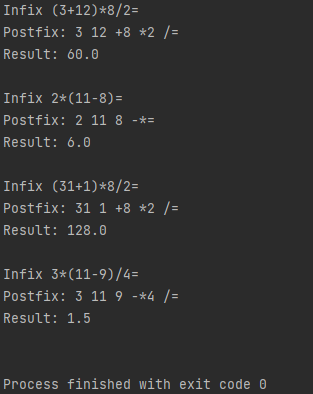 Infix (3+12)*8/2=
Postfix: 3 12 +8 *2 /=
Result: 60.0
Infix 2*(11-8)=
Postfix: 2 11 8 -*=
Result: 6.0
Infix (31+1)*8/2=
Postfix: 31 1 +8 *2 /=
Result: 128.0
Infix 3*(11-9)/4=
Postfix: 3 11 9 -*4 /=
Result: 1.5
Process finished with exit code 0